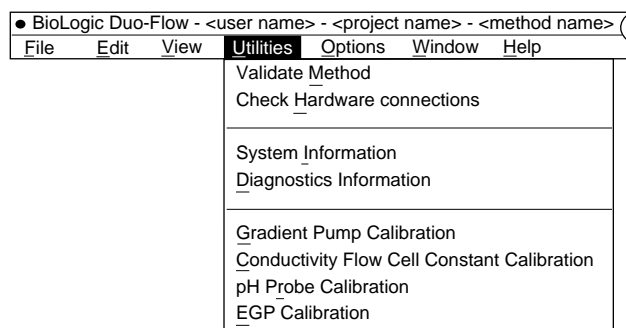 ● BioLogic Duo-Flow - <user name> - <project name> - <method name>
File Edit View Utilities Options Window Help
Validate Method
Check Hardware connections
System Information
Diagnostics Information
Gradient Pump Calibration
Conductivity Flow Cell Constant Calibration
pH Probe Calibration
EGP Calibration